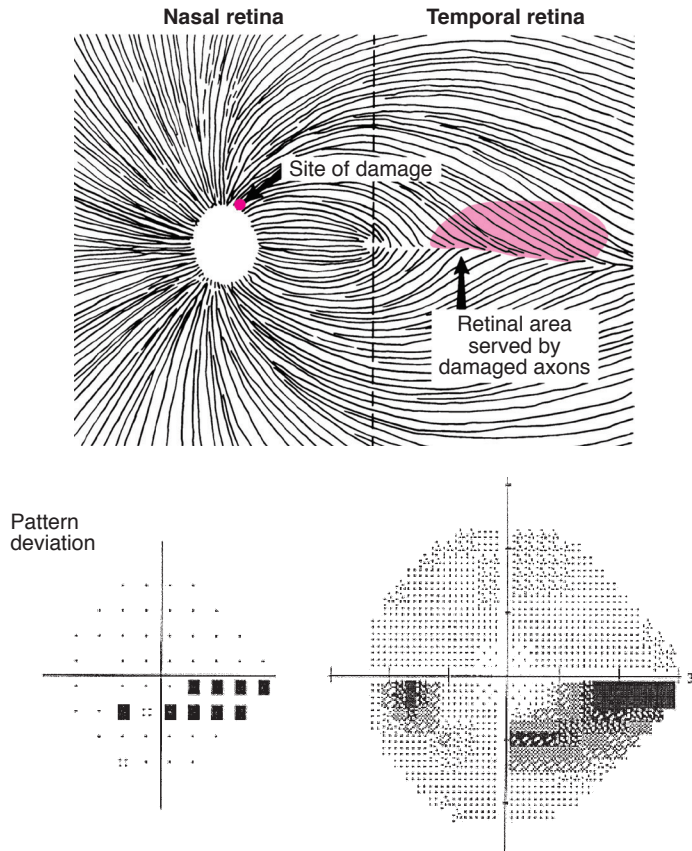 Nasal retina
Temporal retina
Site of damage
Retinal area
served by
damaged axons
Pattern
deviation